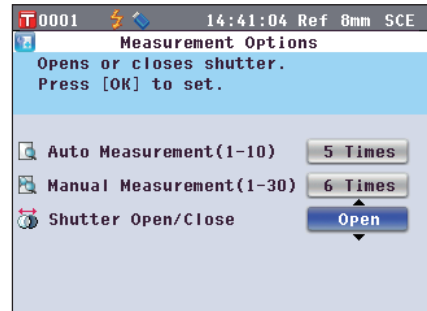 T0001 14:41:04 Ref 8mm SCE
Measurement Options
Opens or closes shutter.
Press [OK] to set.
Auto Measurement(1-10) 5 Times
Manual Measurement(1-30) 6 Times
Shutter Open/Close Open